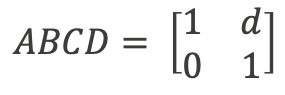 ABCD = [1 d]
[0 1]